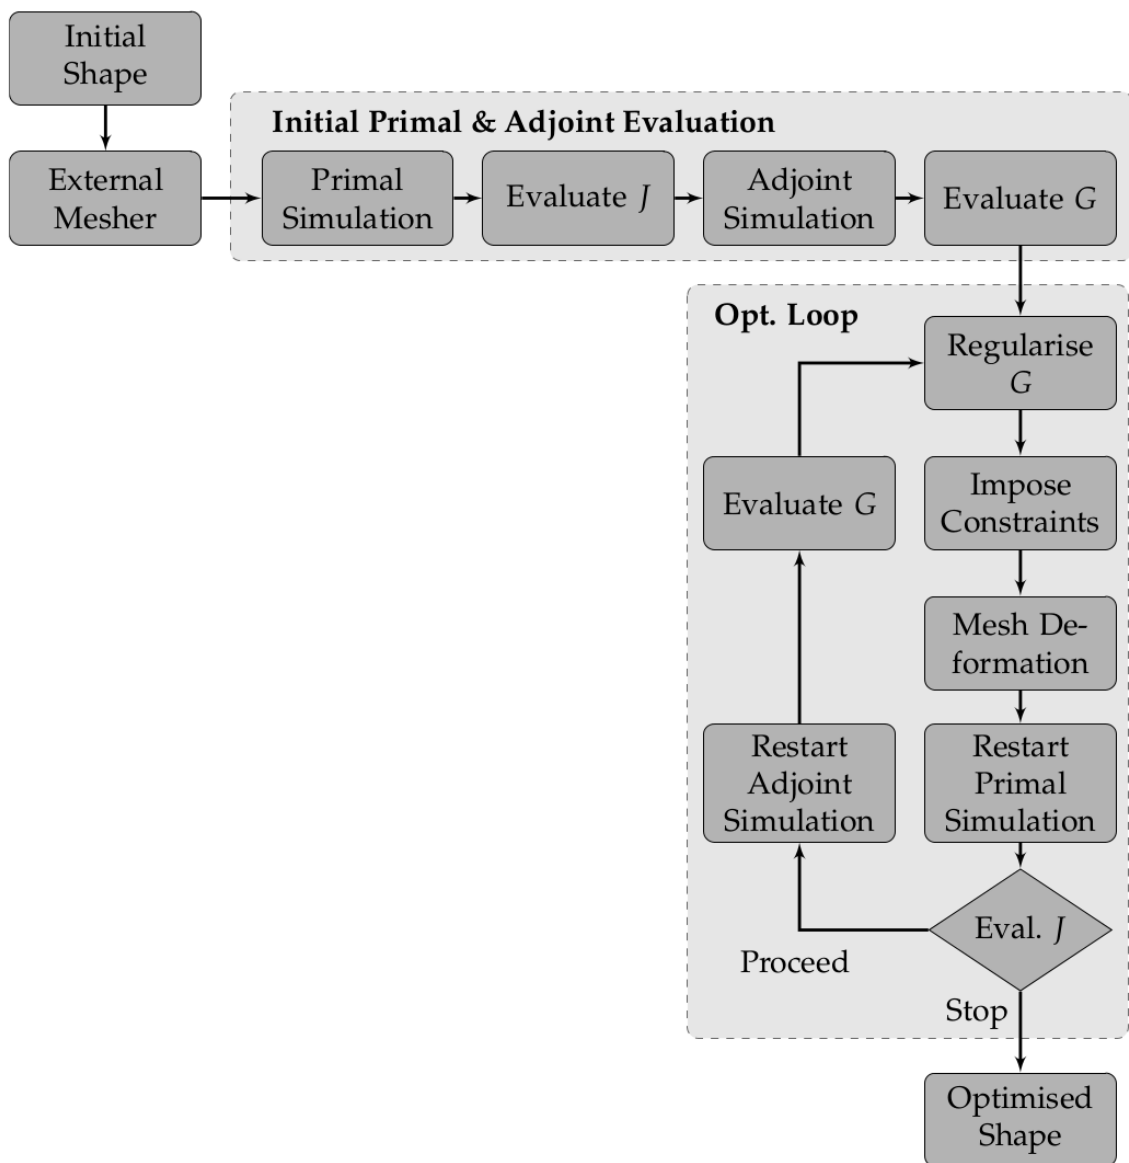 Initial
Shape
External
Mesher
Initial Primal & Adjoint Evaluation
Primal
Simulation
Evaluate J
Adjoint
Simulation
Evaluate G
Opt. Loop
Regularise
G
Impose
Constraints
Mesh De-
formation
Restart
Primal
Simulation
Eval. J
Proceed
Restart
Adjoint
Simulation
Evaluate G
Stop
Optimised
Shape